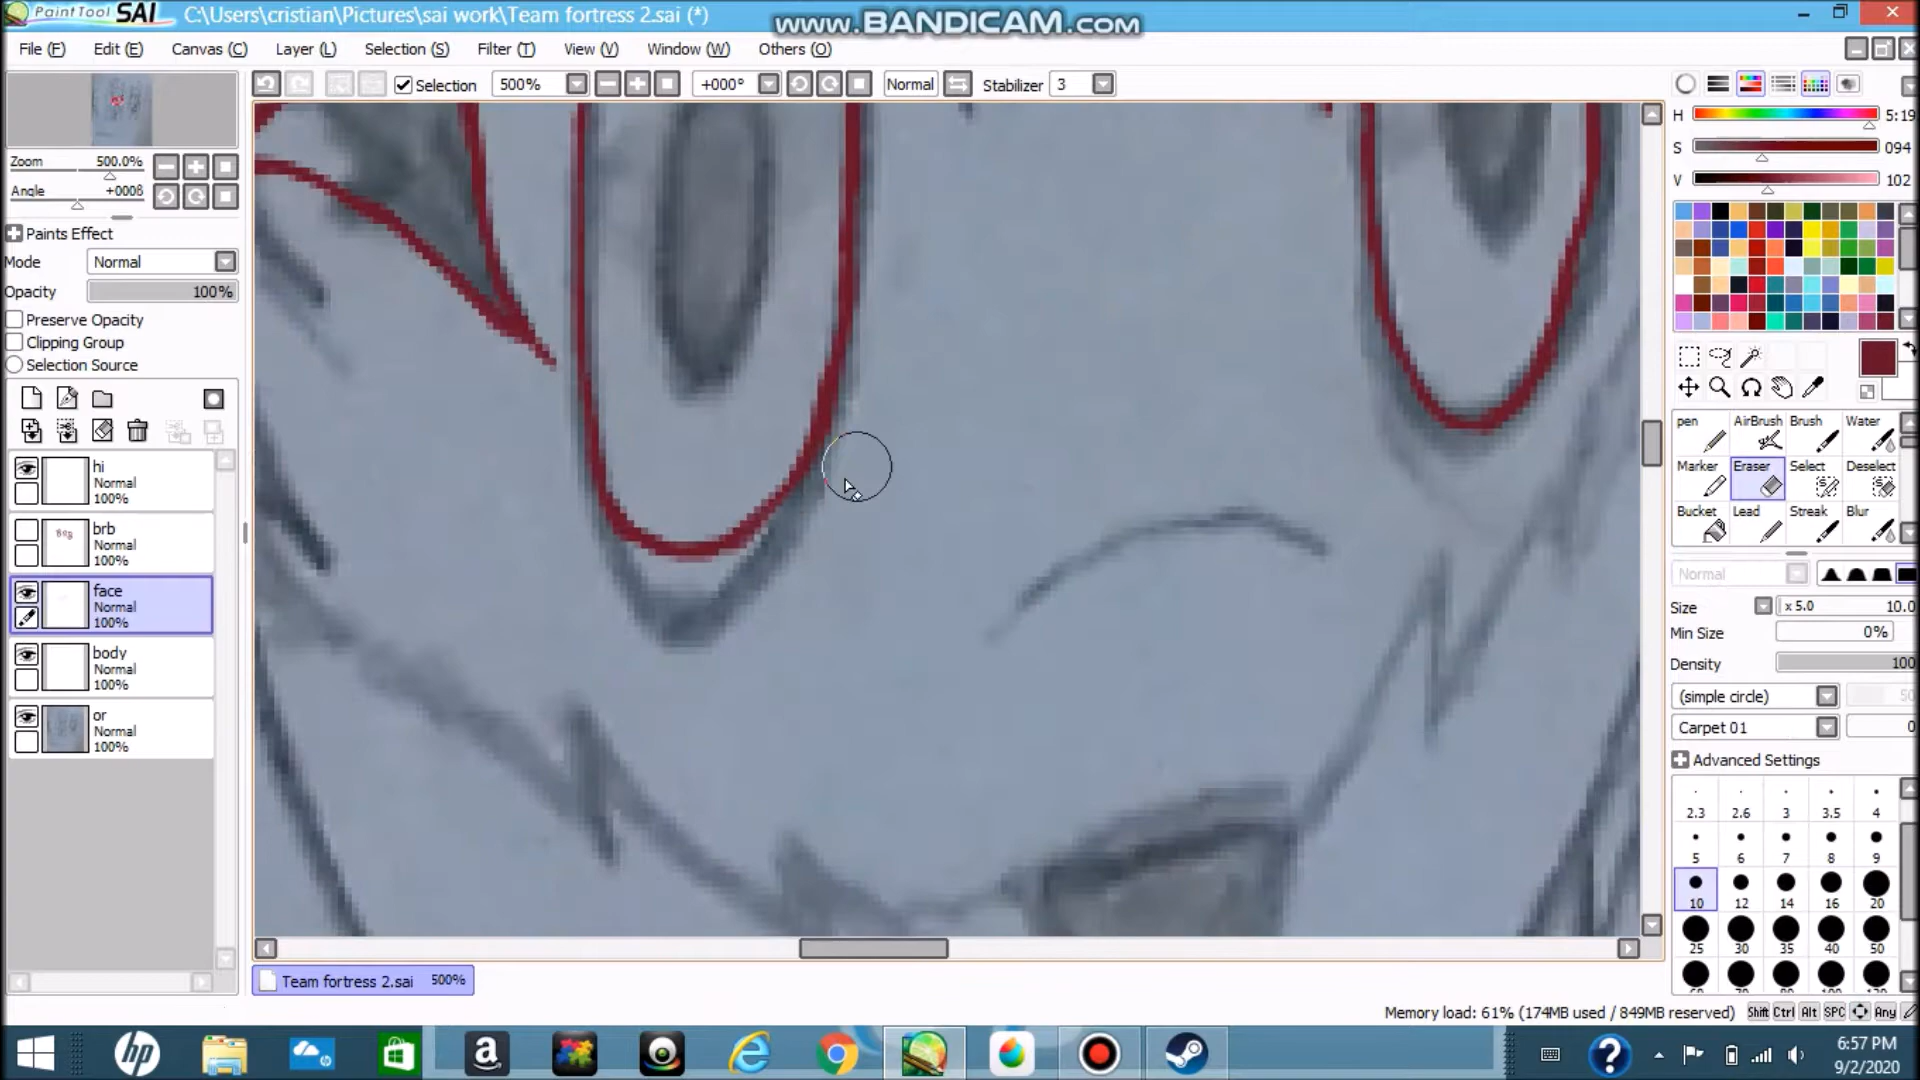 PaintTool SAI C:\Users\cristian\Pictures\sai work\Team fortress 2.sai (*)
www.BANDICAM.com
File (F) Edit (E) Canvas (C) Layer (L) Selection (S) Filter (T) View (V) Window (W) Others (O)
Selection 500% +000° Normal Stabilizer 3
Zoom 500.0%
Angle +000ß
Paints Effect
Mode Normal
Opacity 100%
Preserve Opacity
Clipping Group
Selection Source
hi
Normal
100%
brb
Normal
100%
face
Normal
100%
body
Normal
100%
or
Normal
100%
H 5:19
S 094
V 102
pen AirBrush Brush Water
Marker Eraser Select Deselect
Bucket Lead Streak Blur
Normal
Size x 5.0 10.0
Min Size 0%
Density 100
(simple circle) 50
Carpet 01 0
Advanced Settings
2.3 2.6 3 3.5 4
5 6 7 8 9
10 12 14 16 20
25 30 35 40 50
Team fortress 2.sai 500%
Memory load: 61% (174MB used / 849MB reserved) Shift Ctrl Alt SPC Any
hp
a
e
?
6:57 PM
9/2/2020